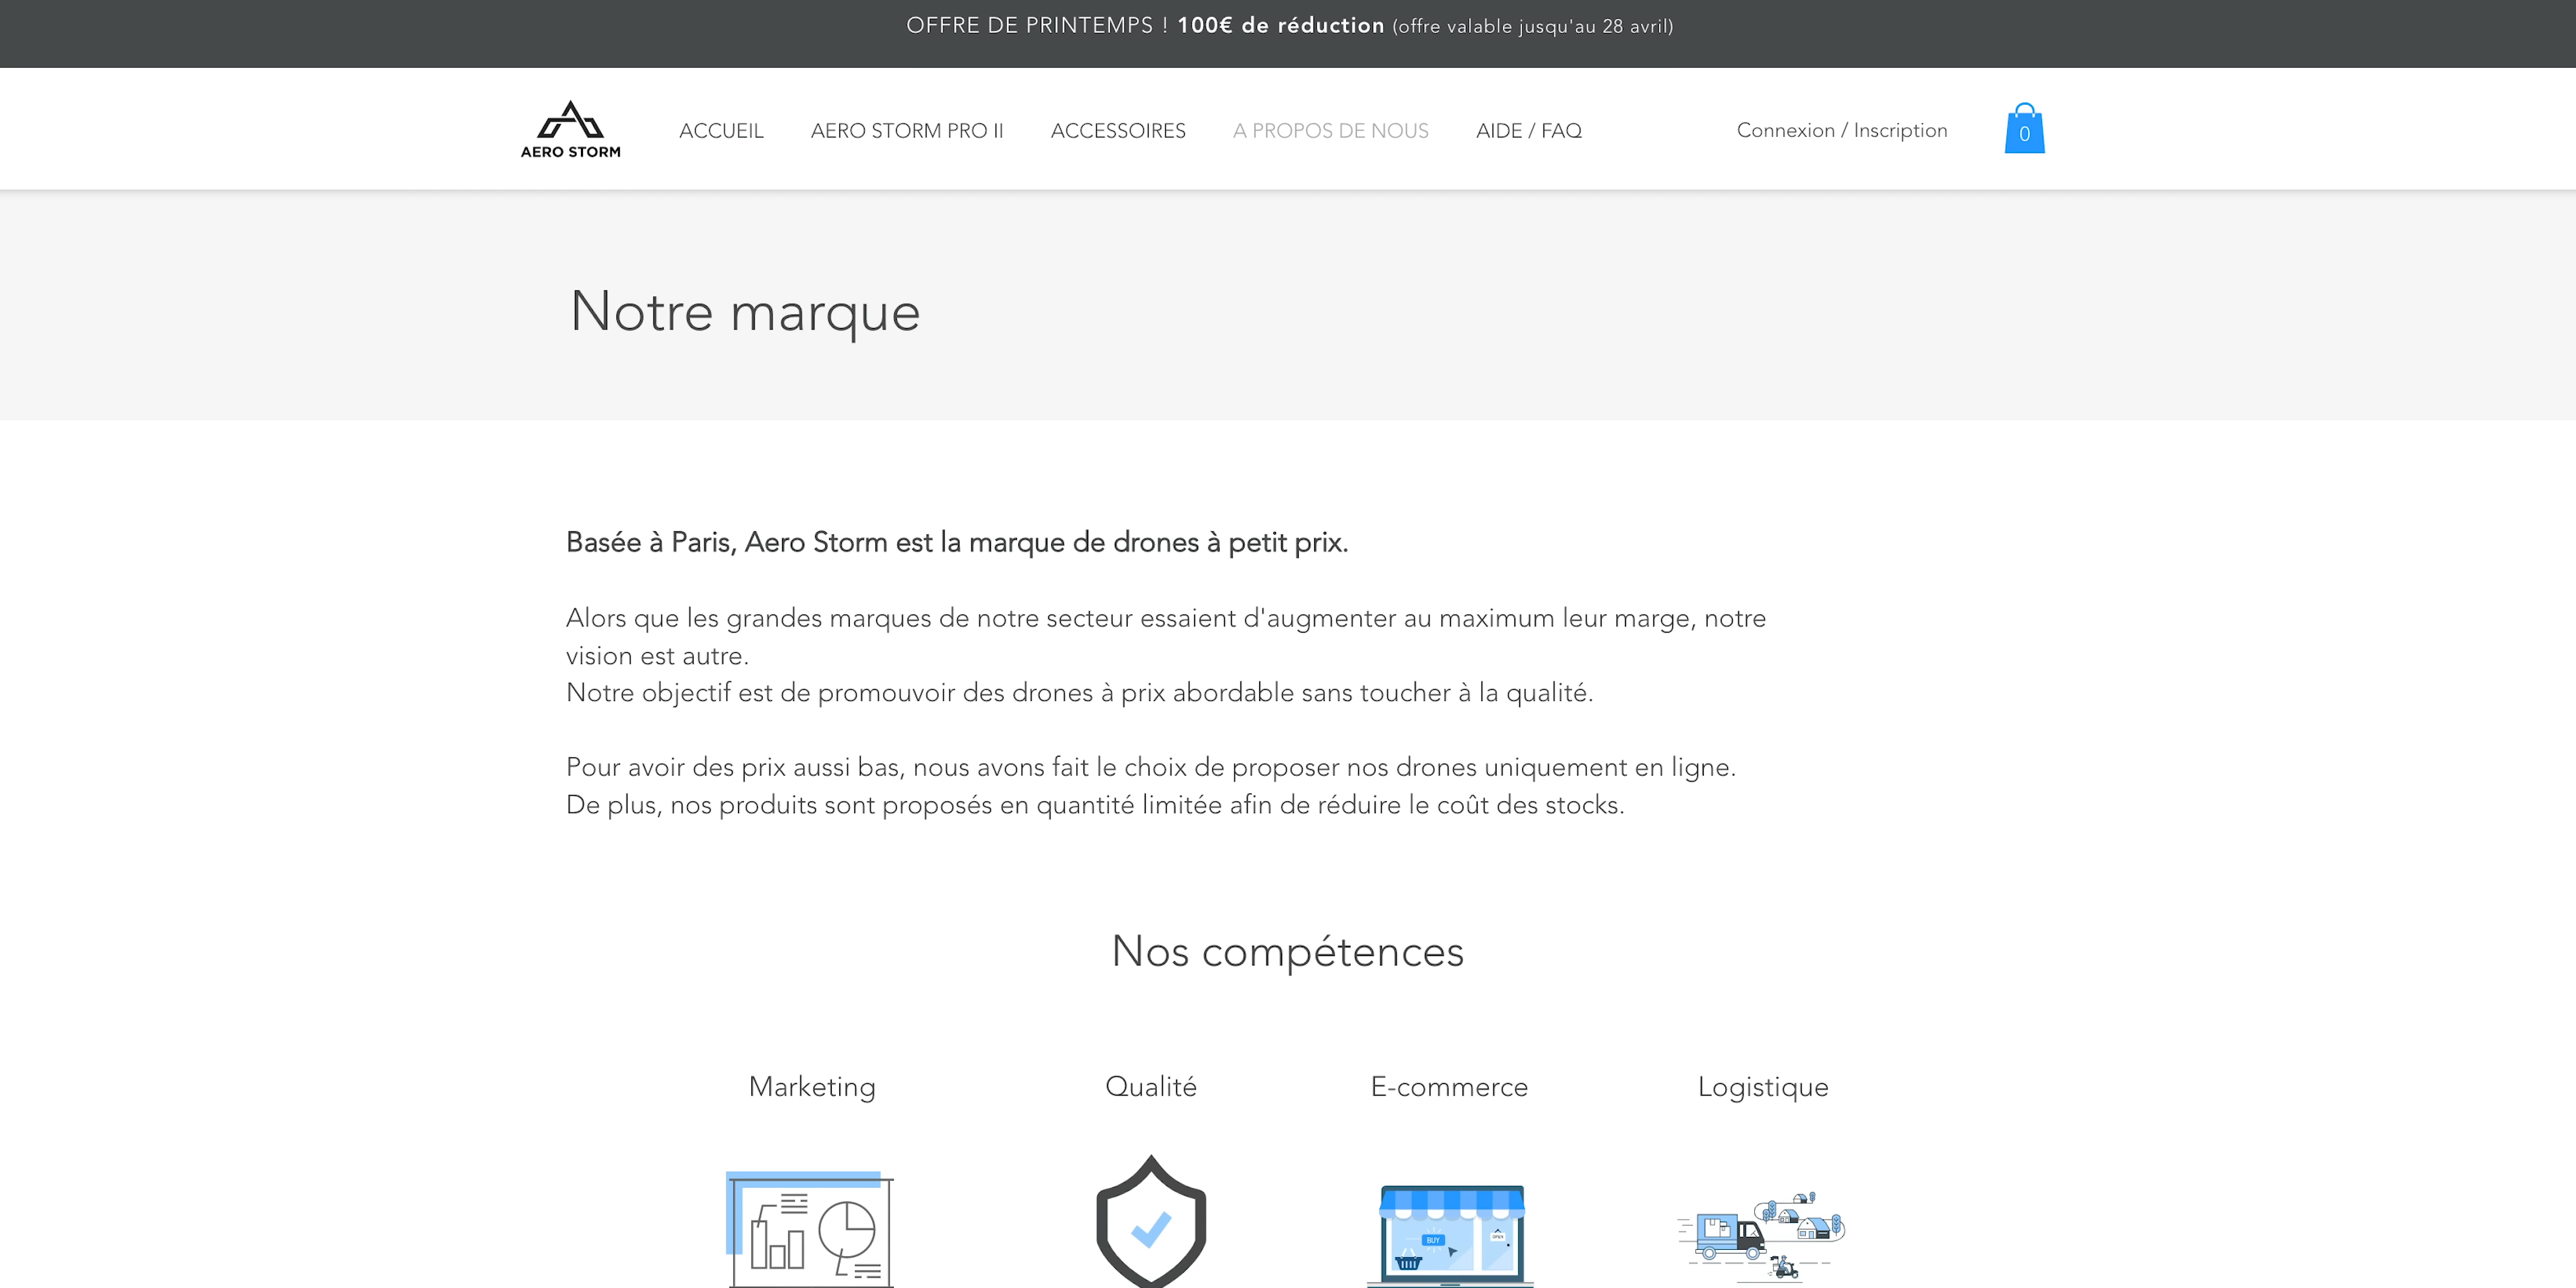 OFFRE DE PRINTEMPS ! 100€ de réduction (offre valable jusqu'au 28 avril)
AERO STORM
ACCUEIL
AERO STORM PRO II
ACCESSOIRES
A PROPOS DE NOUS
AIDE / FAQ
Connexion / Inscription
0
Notre marque
Basée à Paris, Aero Storm est la marque de drones à petit prix.
Alors que les grandes marques de notre secteur essaient d'augmenter au maximum leur marge, notre
vision est autre.
Notre objectif est de promouvoir des drones à prix abordable sans toucher à la qualité.
Pour avoir des prix aussi bas, nous avons fait le choix de proposer nos drones uniquement en ligne.
De plus, nos produits sont proposés en quantité limitée afin de réduire le coût des stocks.
Nos compétences
Marketing
Qualité
E-commerce
Logistique
BUY
OPEN